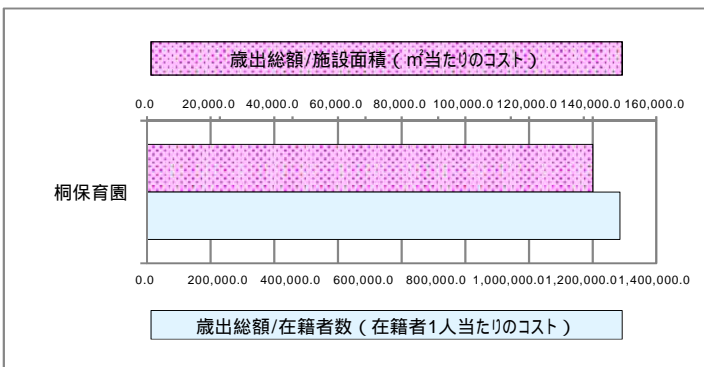 歳出総額/施設面積（㎡当たりのコスト）
0.0 20,000.0 40,000.0 60,000.0 80,000.0 100,000.0 120,000.0 140,000.0 160,000.0
桐保育園
0.0 200,000.0 400,000.0 600,000.0 800,000.0 1,000,000.0 1,200,000.0 1,400,000.0
歳出総額/在籍者数（在籍者1人当たりのコスト）